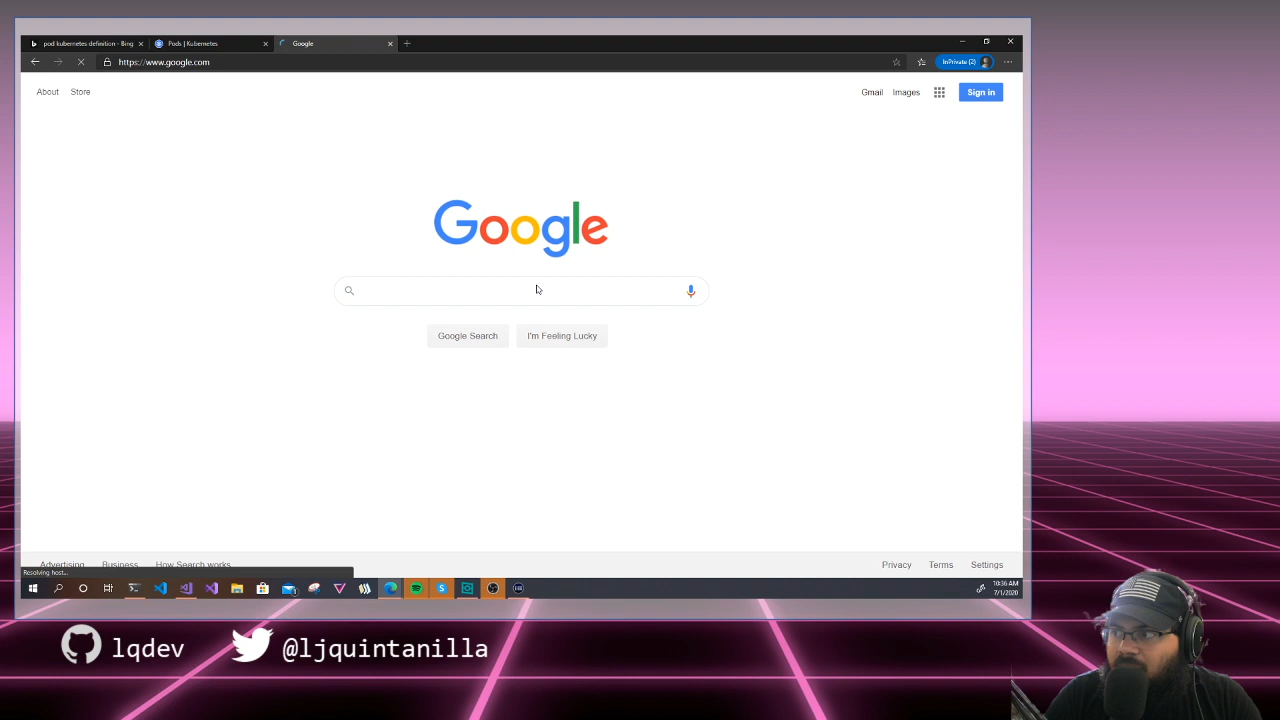 pod kubernetes definition - Bing
Pods | Kubernetes
Google
https://www.google.com
InPrivate (2)
About Store
Gmail Images
Sign in
Google
Google Search I'm Feeling Lucky
Advertising Business How Search works
Privacy Terms Settings
Resolving host...
10:36 AM
7/1/2020
lqdev @ljquintanilla